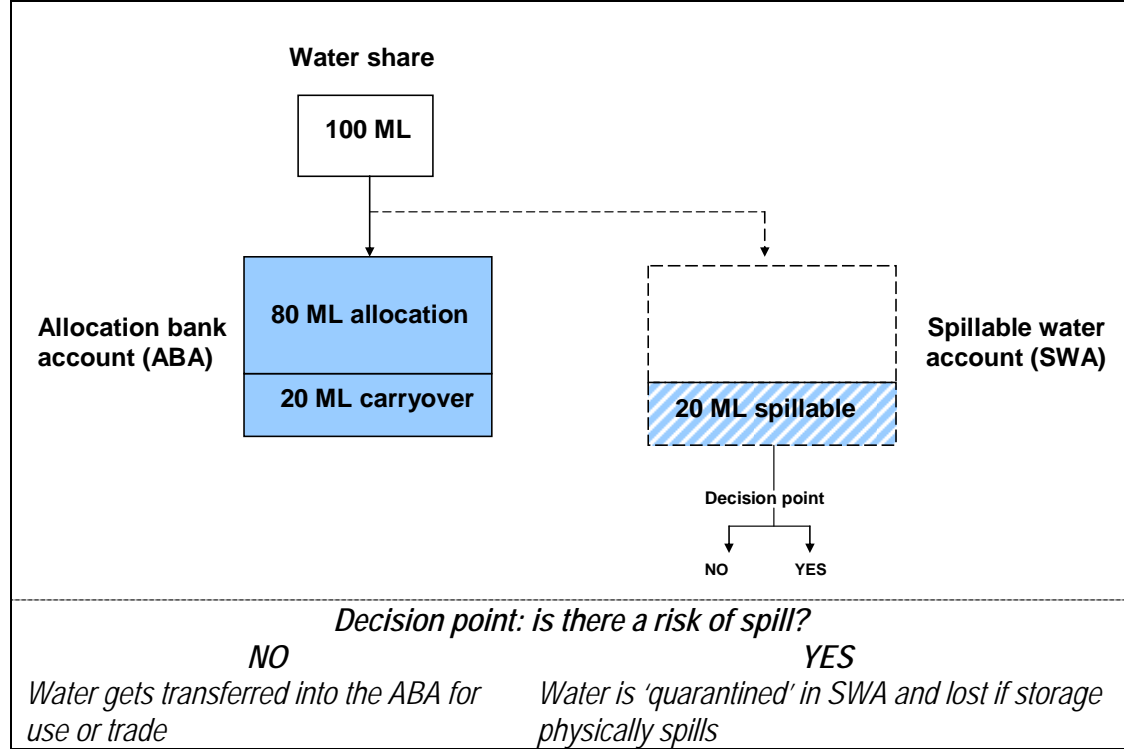 Water share
100 ML
Allocation bank
account (ABA)
80 ML allocation
20 ML carryover
Spillable water
account (SWA)
20 ML spillable
Decision point
NO
YES
Decision point: is there a risk of spill?
NO
Water gets transferred into the ABA for
use or trade
YES
Water is ‘quarantined’ in SWA and lost if storage
physically spills